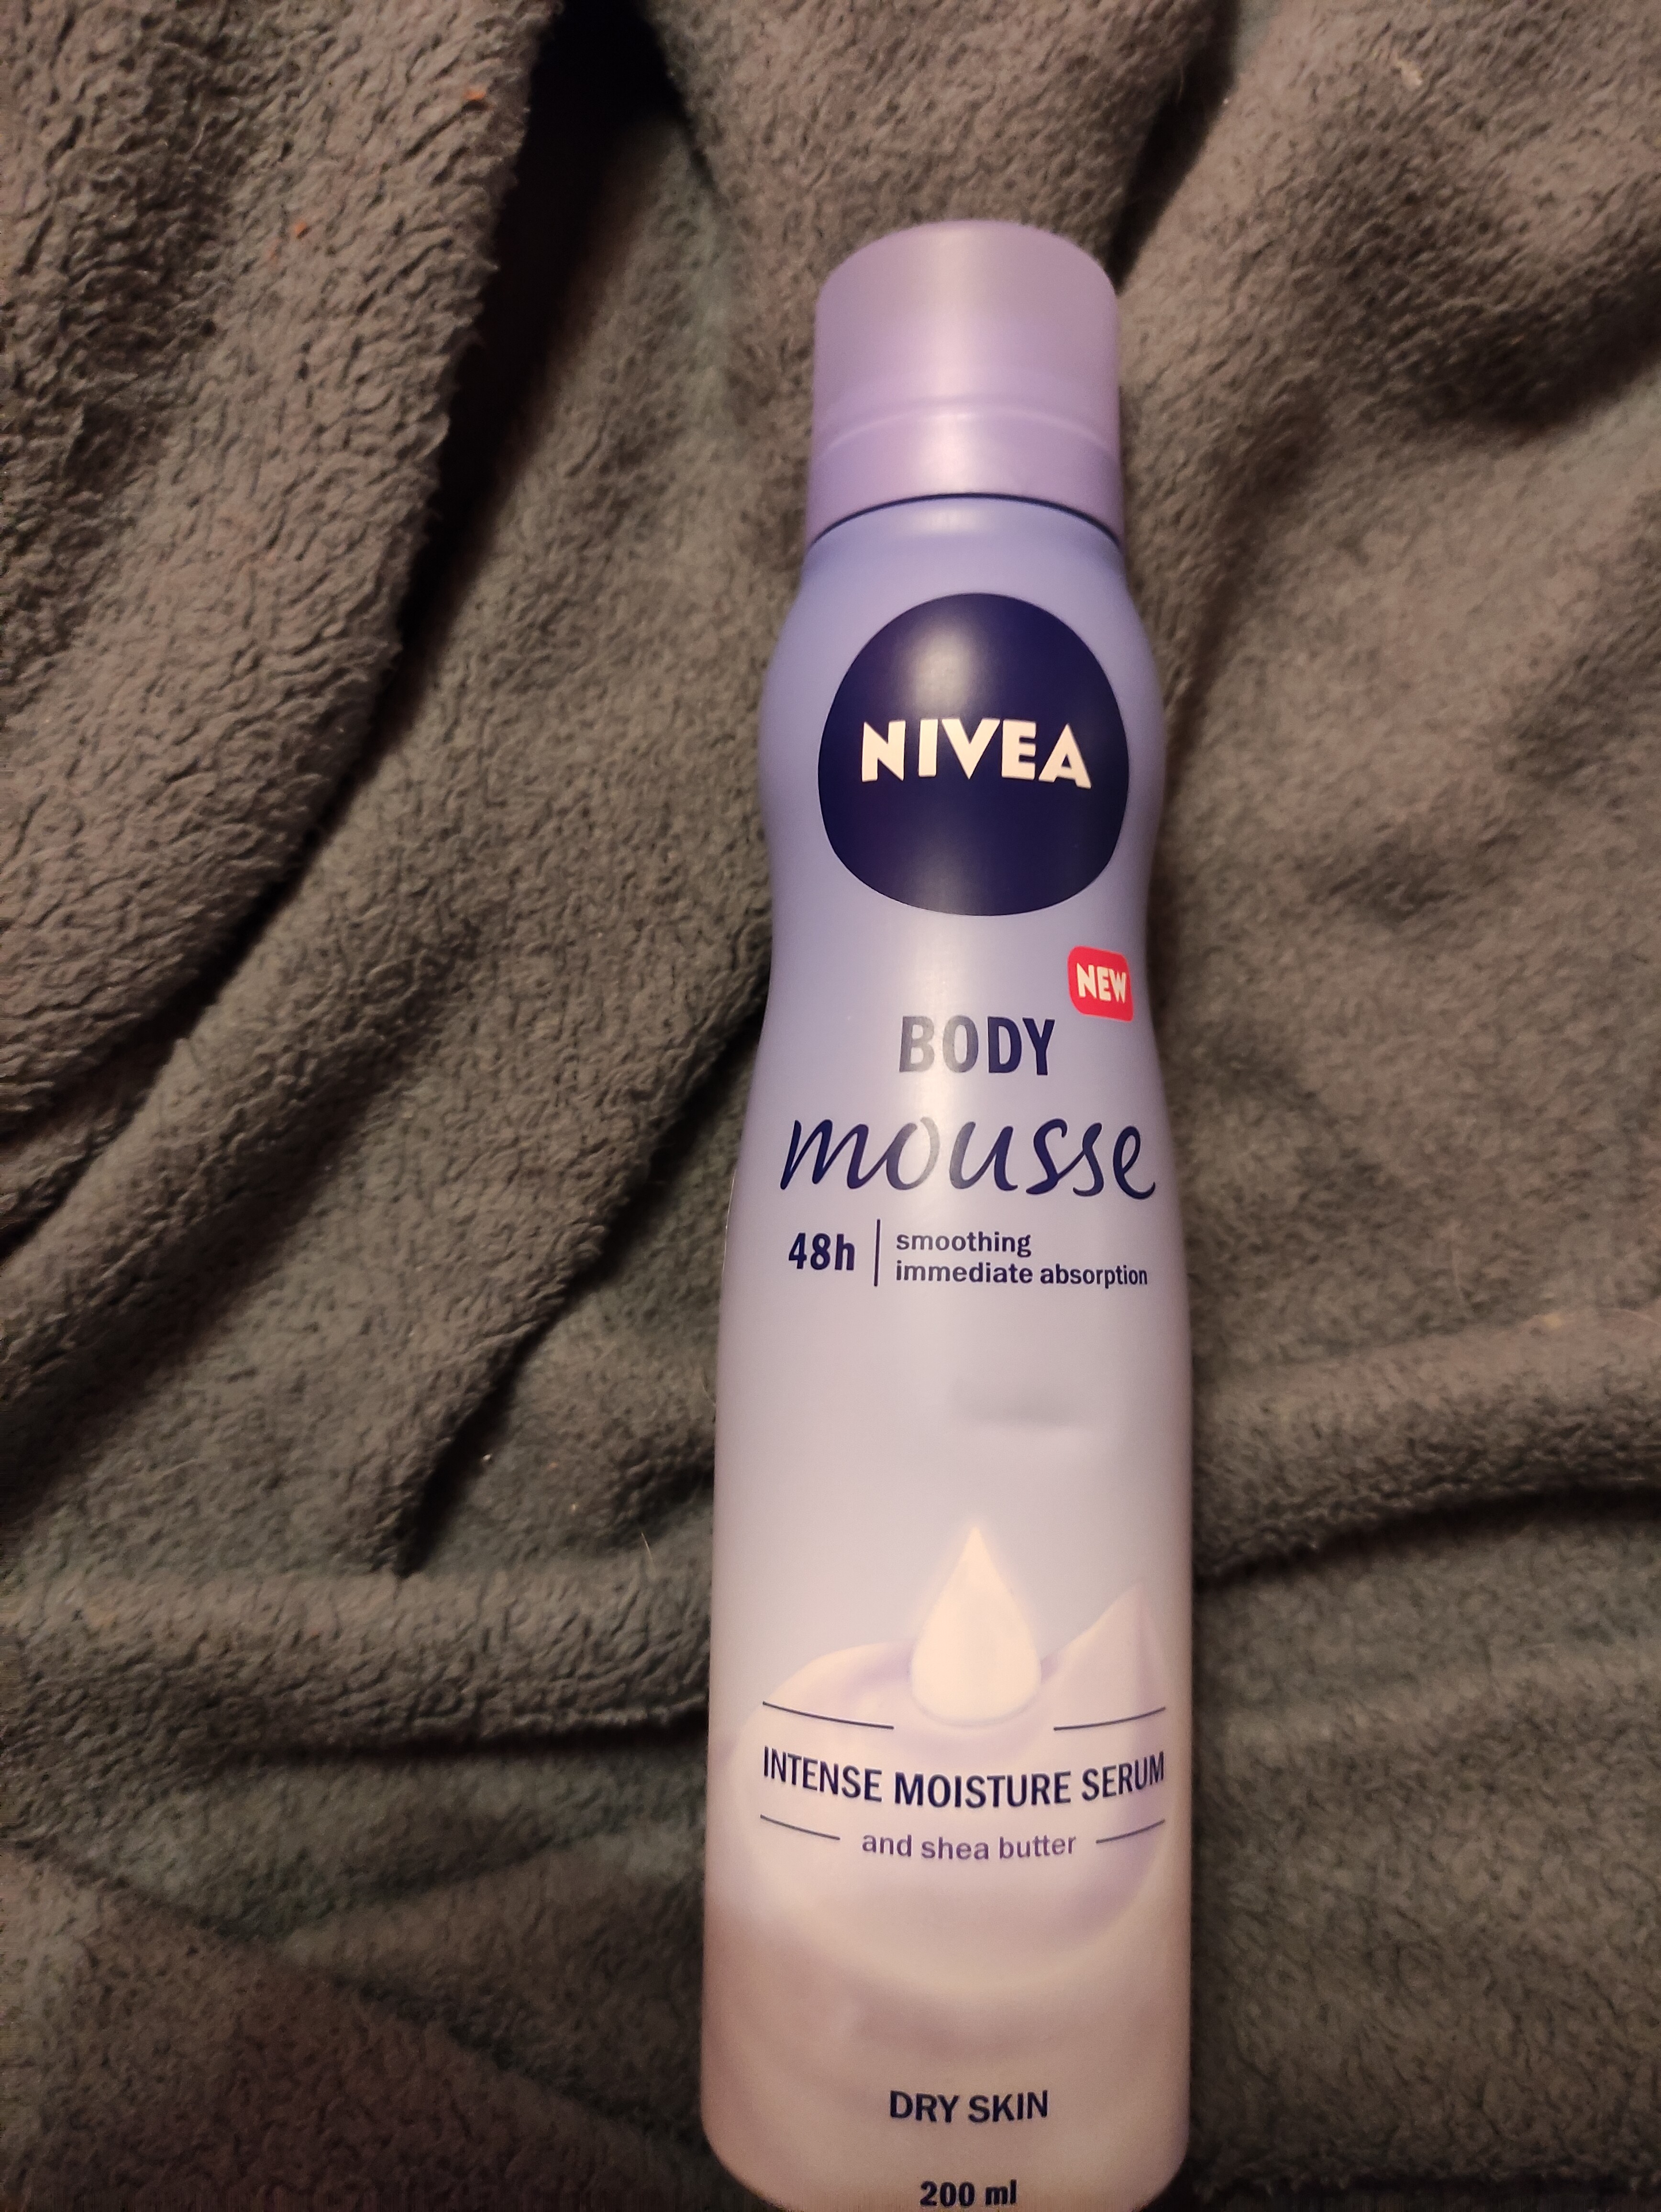 NIVEA
NEW
BODY
mousse
48h
smoothing
immediate absorption
INTENSE MOISTURE SERUM
and shea butter
DRY SKIN
200 ml